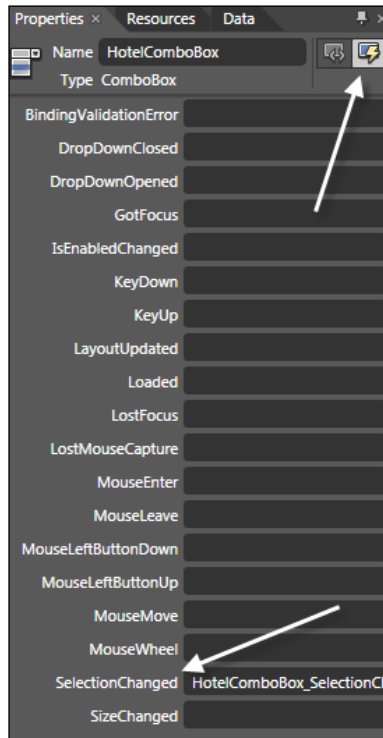 Properties × Resources Data
Name HotelComboBox
Type ComboBox
BindingValidationError
DropDownClosed
DropDownOpened
GotFocus
IsEnabledChanged
KeyDown
KeyUp
LayoutUpdated
Loaded
LostFocus
LostMouseCapture
MouseEnter
MouseLeave
MouseLeftButtonDown
MouseLeftButtonUp
MouseMove
MouseWheel
SelectionChanged HotelComboBox_SelectionCl
SizeChanged